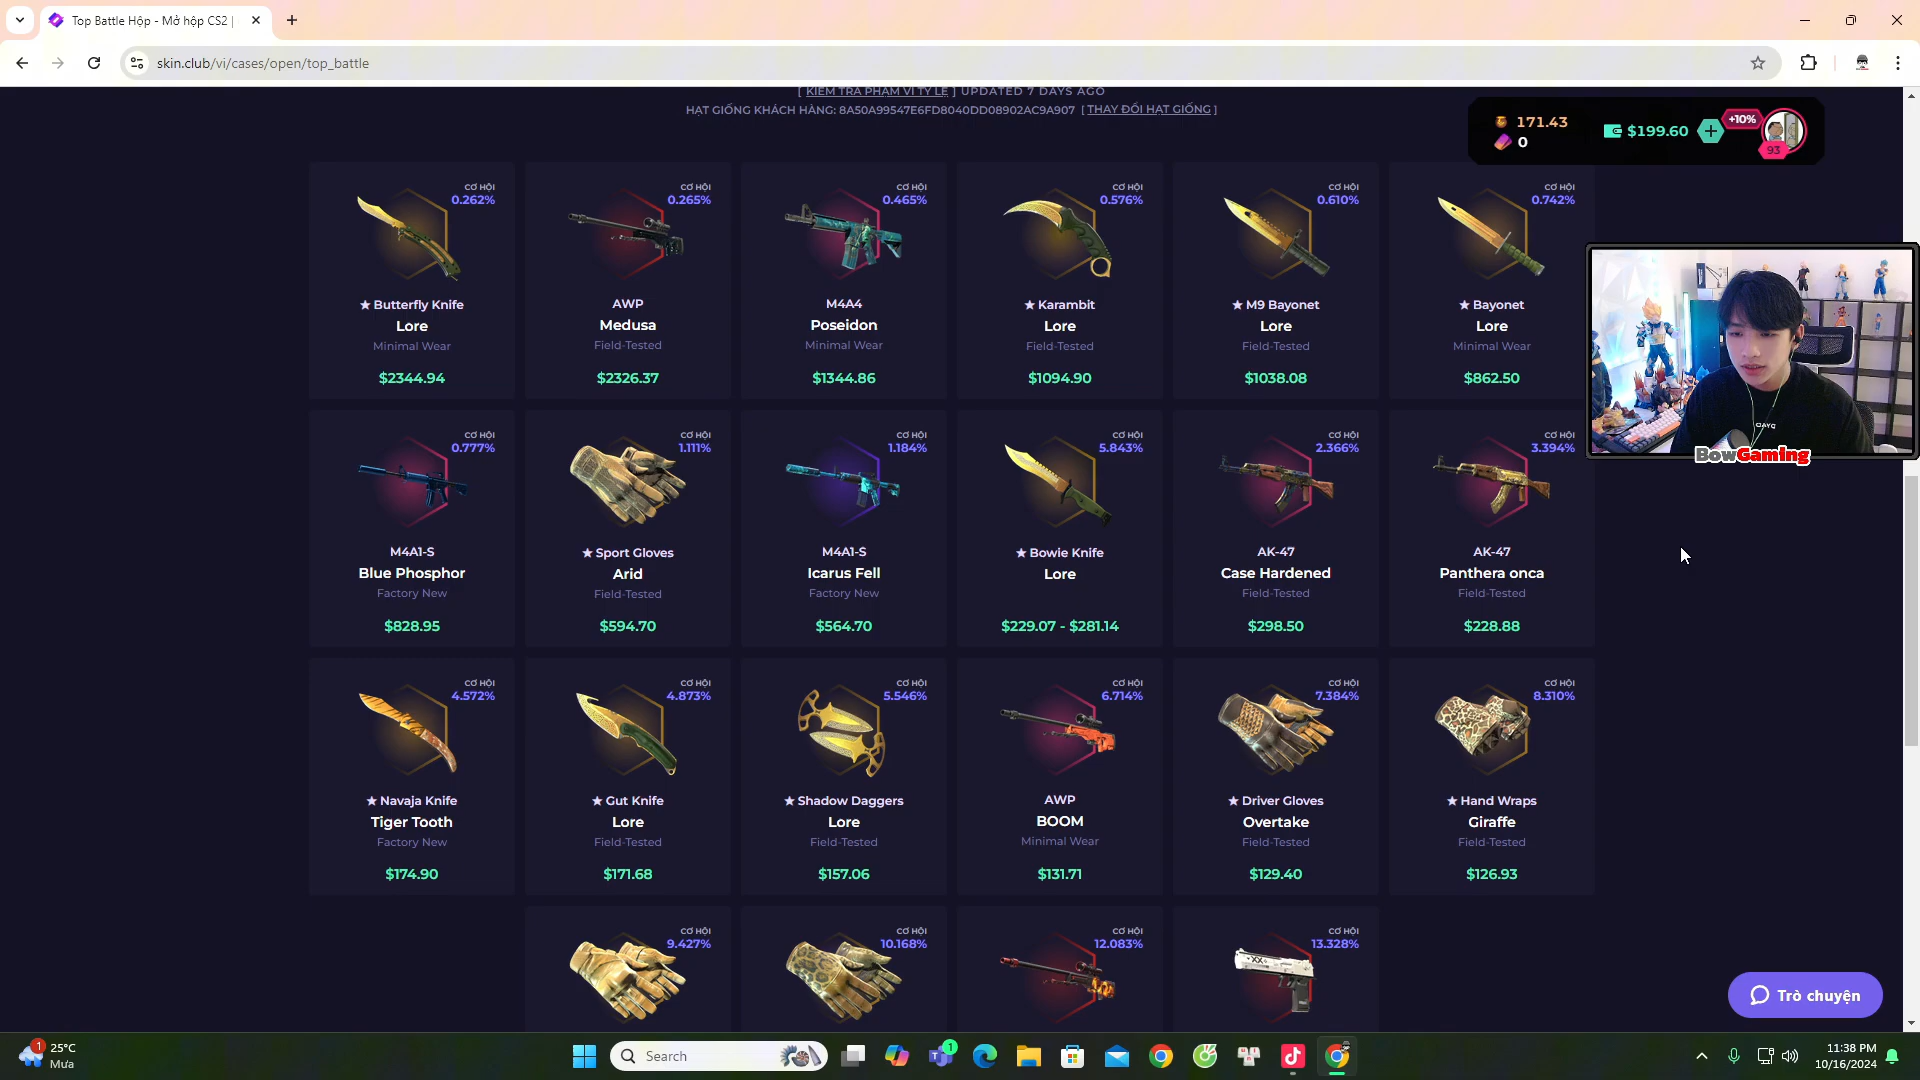 Top Battle Hộp - Mở hộp CS2 |
skin.club/vi/cases/open/top_battle
[ KIỂM TRA PHẠM VI TỶ LỆ ] UPDATED 7 DAYS AGO
HẠT GIỐNG KHÁCH HÀNG: 8A50A99547E6FD8040DD08902AC9A907 [ THAY ĐỔI HẠT GIỐNG ]
171.43
0
$199.60
+10%
93
CƠ HỘI
0.262%
★ Butterfly Knife
Lore
Minimal Wear
$2344.94
CƠ HỘI
0.265%
AWP
Medusa
Field-Tested
$2326.37
CƠ HỘI
0.465%
M4A4
Poseidon
Minimal Wear
$1344.86
CƠ HỘI
0.576%
★ Karambit
Lore
Field-Tested
$1094.90
CƠ HỘI
0.610%
★ M9 Bayonet
Lore
Field-Tested
$1038.08
CƠ HỘI
0.742%
★ Bayonet
Lore
Minimal Wear
$862.50
BowGaming
CƠ HỘI
0.777%
M4A1-S
Blue Phosphor
Factory New
$828.95
CƠ HỘI
1.111%
★ Sport Gloves
Arid
Field-Tested
$594.70
CƠ HỘI
1.184%
M4A1-S
Icarus Fell
Factory New
$564.70
CƠ HỘI
5.843%
★ Bowie Knife
Lore
$229.07 - $281.14
CƠ HỘI
2.366%
AK-47
Case Hardened
Field-Tested
$298.50
CƠ HỘI
3.394%
AK-47
Panthera onca
Field-Tested
$228.88
CƠ HỘI
4.572%
★ Navaja Knife
Tiger Tooth
Factory New
$174.90
CƠ HỘI
4.873%
★ Gut Knife
Lore
Field-Tested
$171.68
CƠ HỘI
5.546%
★ Shadow Daggers
Lore
Field-Tested
$157.06
CƠ HỘI
6.714%
AWP
BOOM
Minimal Wear
$131.71
CƠ HỘI
7.384%
★ Driver Gloves
Overtake
Field-Tested
$129.40
CƠ HỘI
8.310%
★ Hand Wraps
Giraffe
Field-Tested
$126.93
CƠ HỘI
9.427%
CƠ HỘI
10.168%
CƠ HỘI
12.083%
CƠ HỘI
13.328%
Trò chuyện
1
25°C
Mưa
Search
1
11:38 PM
10/16/2024